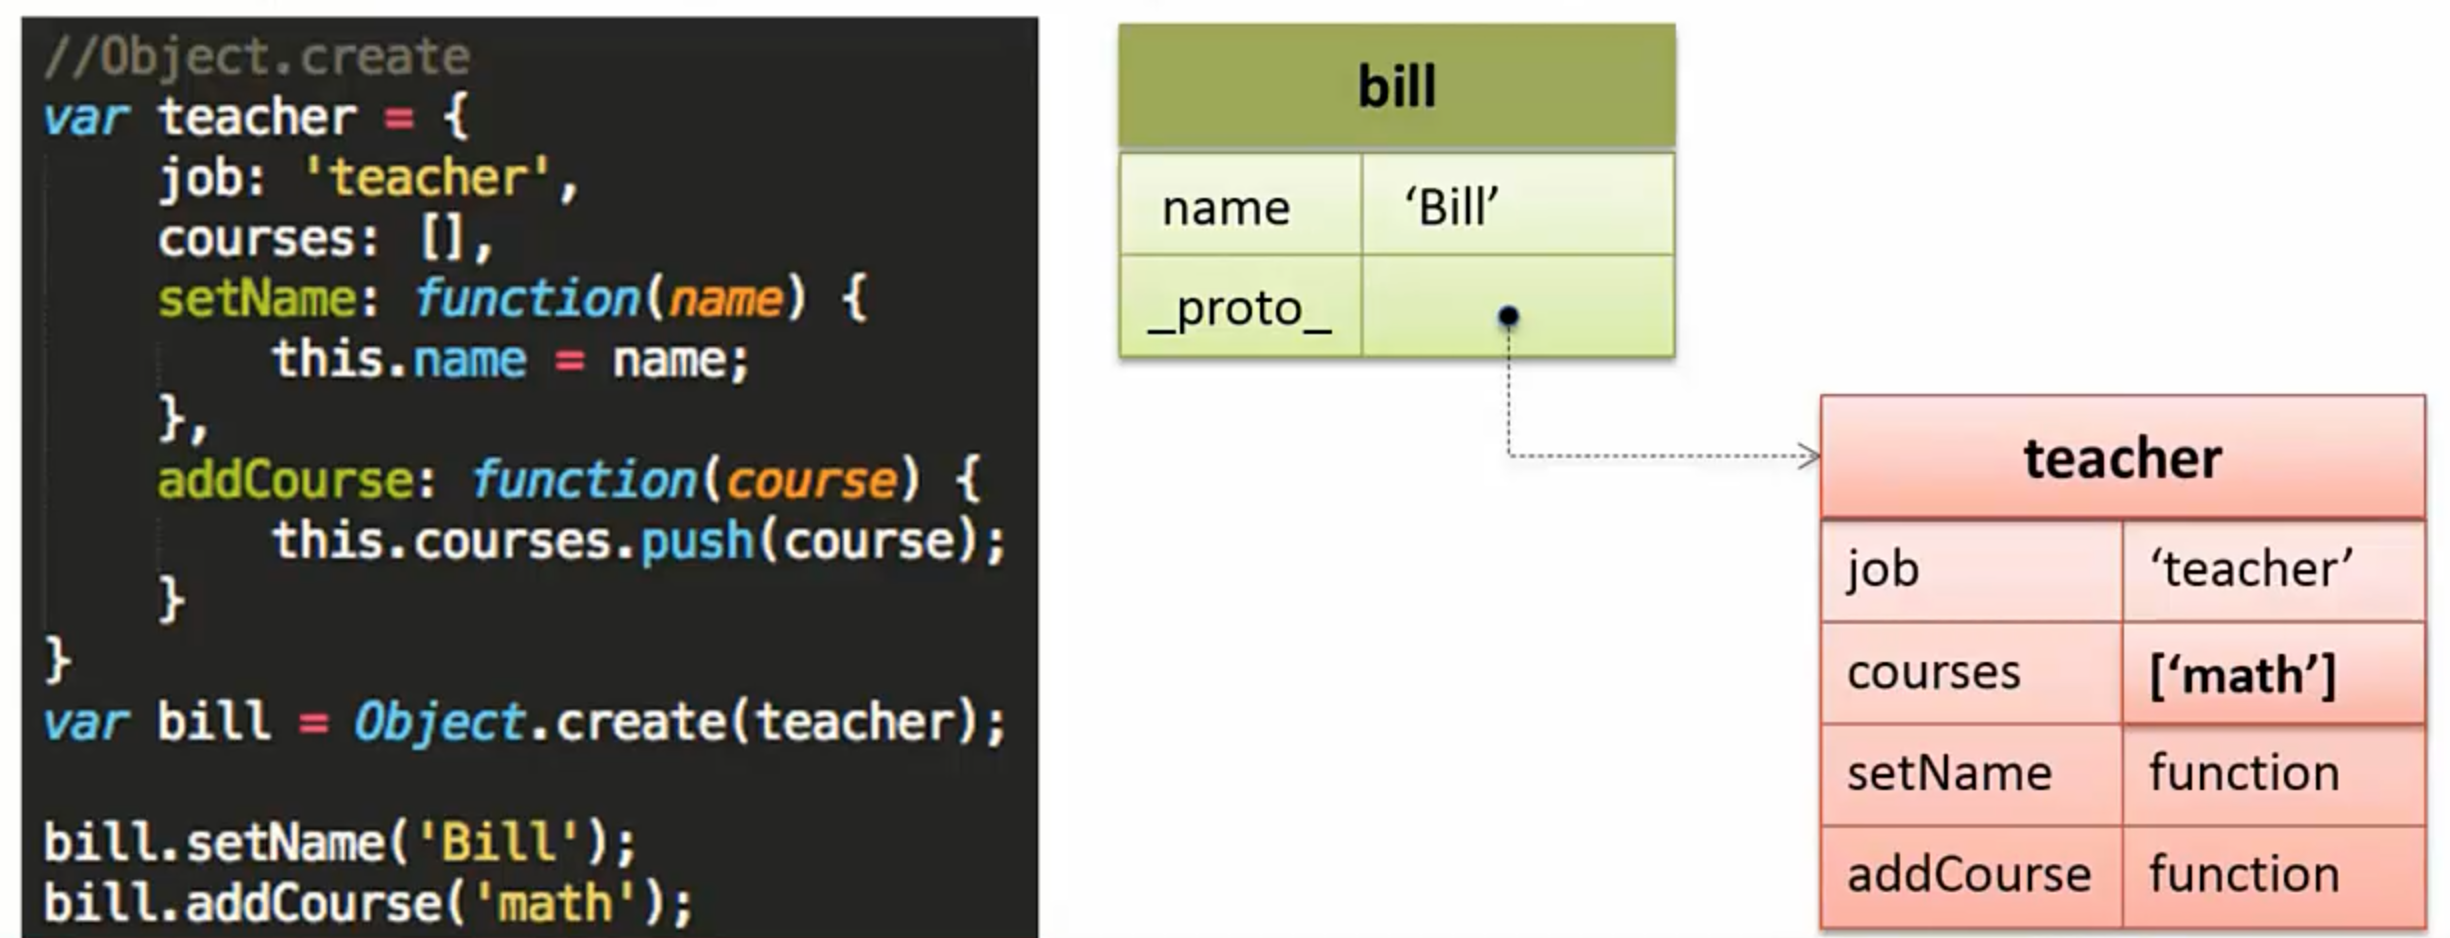 //Object.create
var teacher = {
    job: 'teacher',
    courses: [],
    setName: function(name) {
        this.name = name;
    },
    addCourse: function(course) {
        this.courses.push(course);
    }
}
var bill = Object.create(teacher);

bill.setName('Bill');
bill.addCourse('math');
bill
name ‘Bill’
_proto_
teacher
job ‘teacher’
courses [‘math’]
setName function
addCourse function